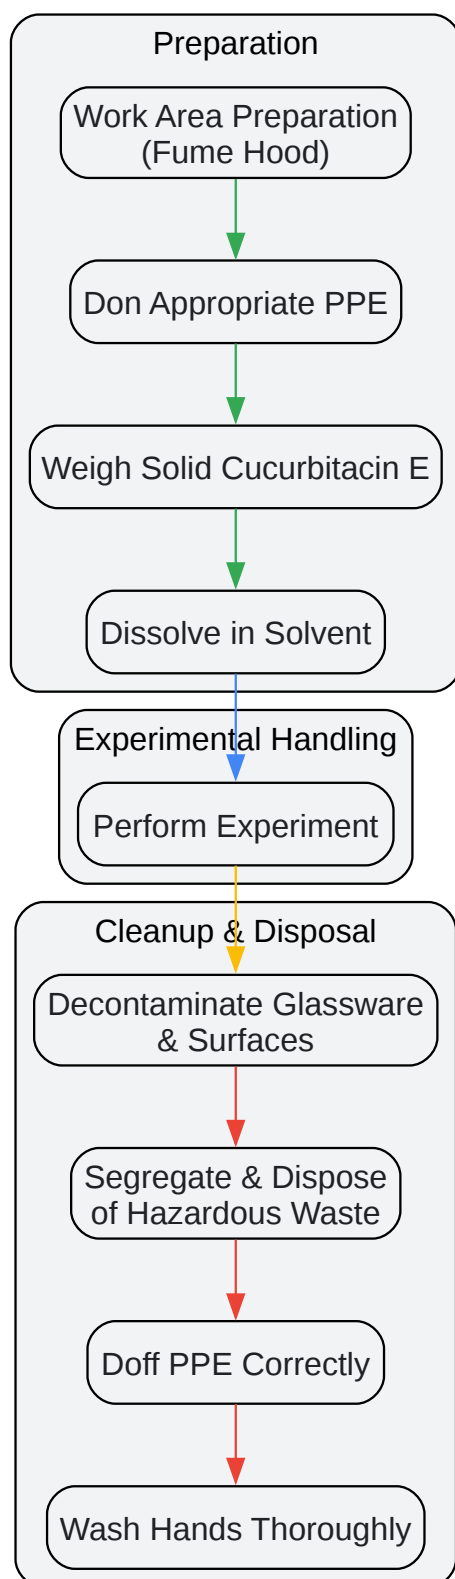 Preparation
Work Area Preparation
(Fume Hood)
Don Appropriate PPE
Weigh Solid Cucurbitacin E
Dissolve in Solvent
Experimental Handling
Perform Experiment
Cleanup & Disposal
Decontaminate Glassware
& Surfaces
Segregate & Dispose
of Hazardous Waste
Doff PPE Correctly
Wash Hands Thoroughly